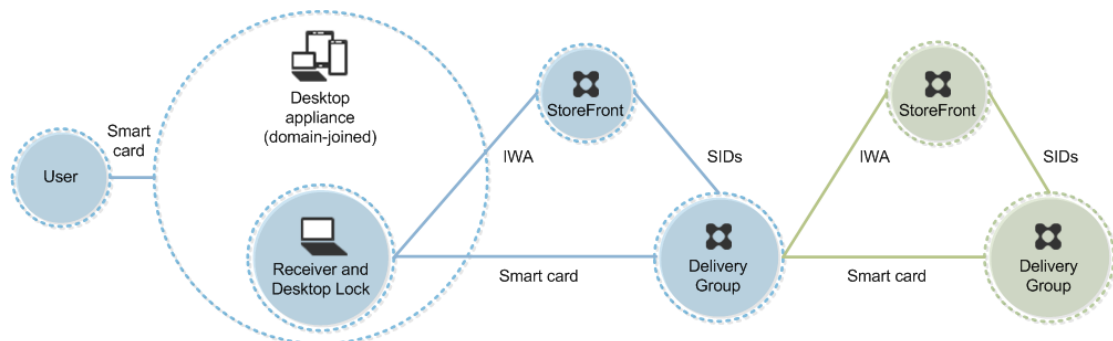 User
Smart
card
Desktop
appliance
(domain-joined)
Receiver and
Desktop Lock
IWA
StoreFront
SIDs
Smart card
Delivery
Group
IWA
StoreFront
SIDs
Smart card
Delivery
Group